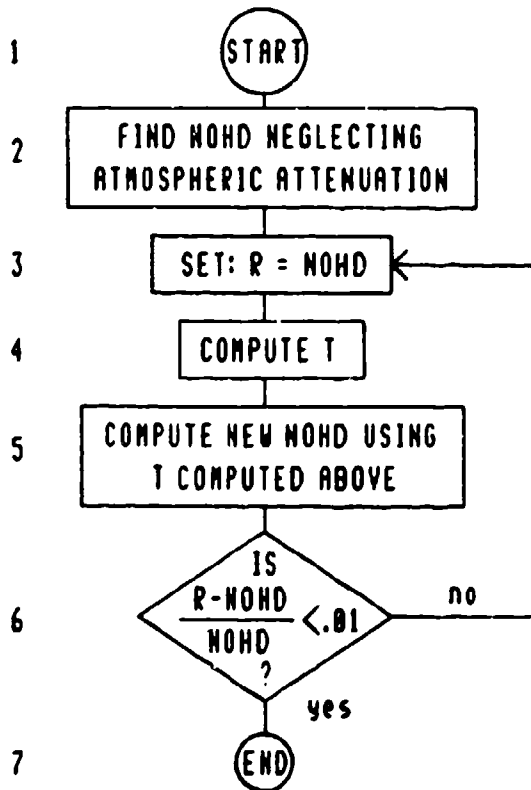 1
START
2
FIND NOHD NEGLECTING
ATMOSPHERIC ATTENUATION
3
SET: R = NOHD
4
COMPUTE T
5
COMPUTE NEW NOHD USING
T COMPUTED ABOVE
6
IS
R-NOHD
NOHD
<.01
?
no
yes
7
END